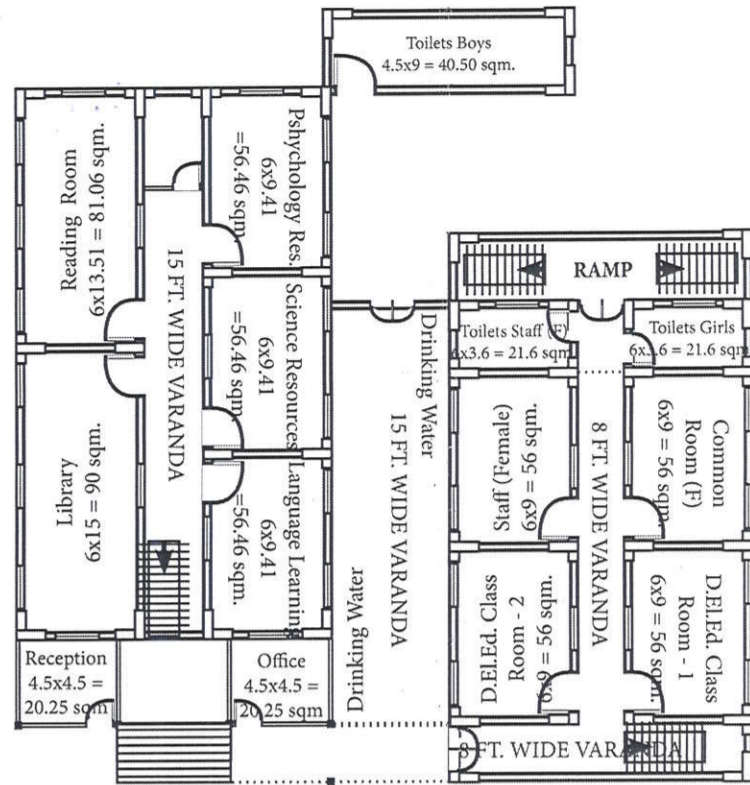 Toilets Boys
4.5x9 = 40.50 sqm.
Reading Room
6x13.51 = 81.06 sqm.
15 FT. WIDE VARANDA
Pshychology Res.
6x9.41
=56.46 sqm
Science Resources
6x9.41
=56.46 sqm.
Library
6x15 = 90 sqm.
Language Learning
6x9.41
=56.46 sqm.
Reception
4.5x4.5 =
20.25 sqm
Office
4.5x4.5 =
20.25 sqm
Drinking Water
15 FT. WIDE VARANDA
Drinking Water
RAMP
Toilets Staff (F)
6x3.6 = 21.6 sqm
Toilets Girls
6x3.6 = 21.6 sqm
Staff (Female)
6x9 = 56 sqm.
8 FT. WIDE VARANDA
Common
Room (F)
6x9 = 56 sqm
D.El.Ed. Class
Room - 2
6x9 = 56 sqm.
D.El.Ed. Class
Room - 1
6x9 = 56 sqm.
8 FT. WIDE VARANDA